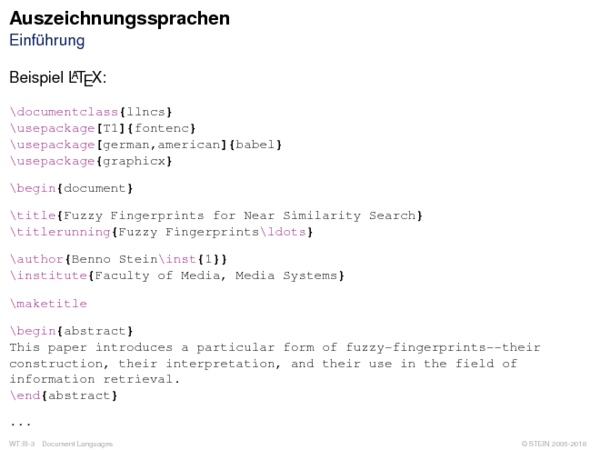 Auszeichnungssprachen
Einführung
Beispiel LATEX:
\documentclass{llncs}
\usepackage[T1]{fontenc}
\usepackage[german,american]{babel}
\usepackage{graphicx}
\begin{document}
\title{Fuzzy Fingerprints for Near Similarity Search}
\titlerunning{Fuzzy Fingerprints\ldots}
\author{Benno Stein\inst{1}}
\institute{Faculty of Media, Media Systems}
\maketitle
\begin{abstract}
This paper introduces a particular form of fuzzy-fingerprints--their
construction, their interpretation, and their use in the field of
information retrieval.
\end{abstract}
...
WT:III-3 Document Languages © STEIN 2005-2018